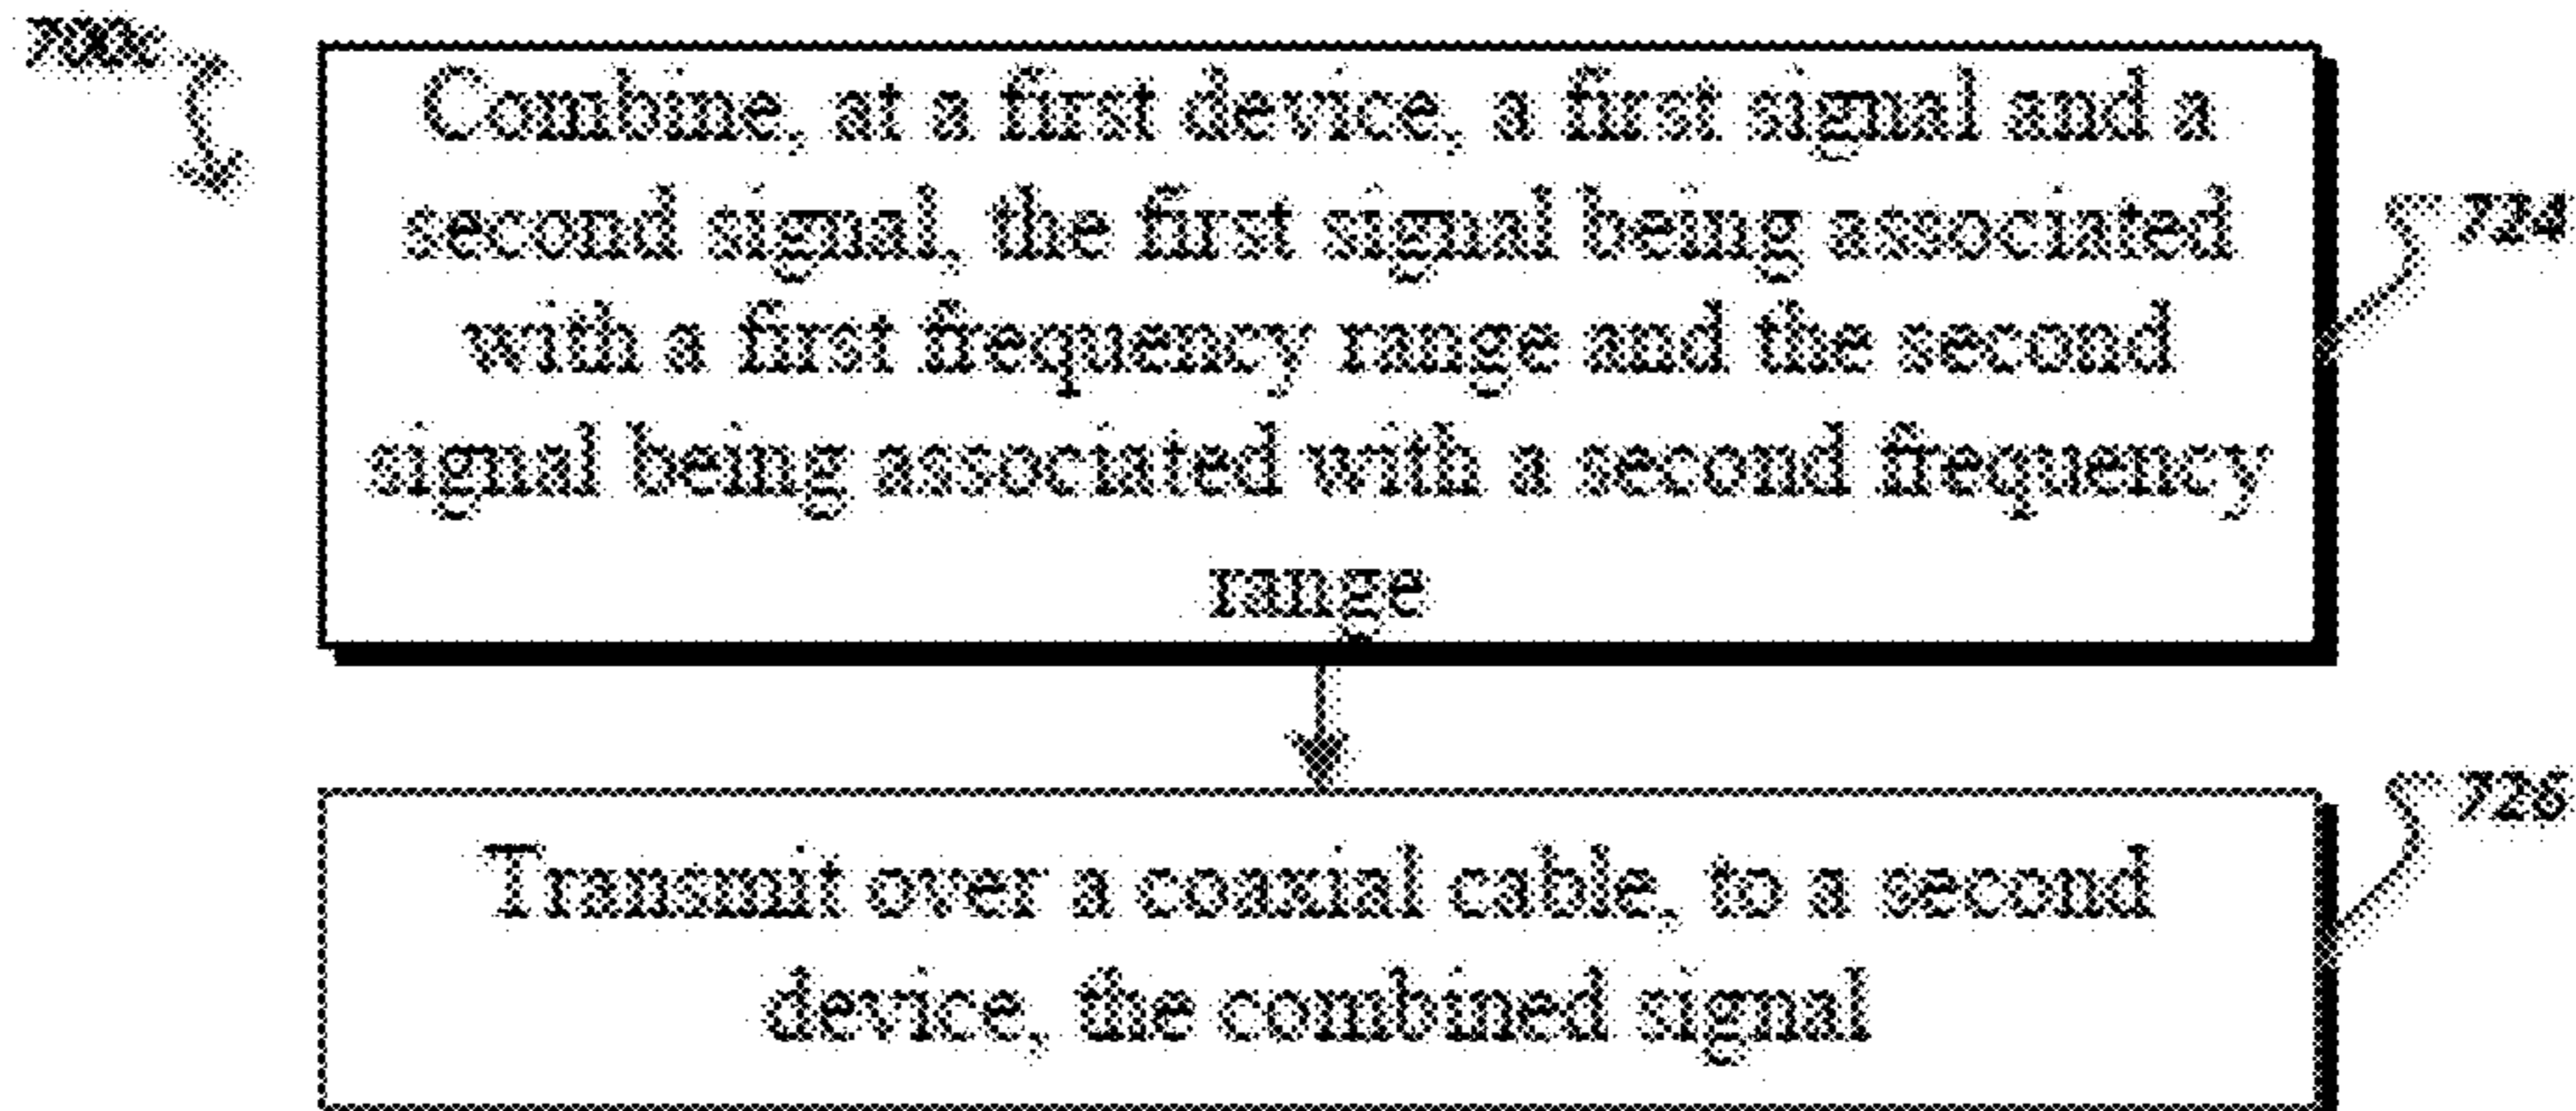 Combine, at a first device, a first signal and a
second signal, the first signal being associated
with a first frequency range and the second
signal being associated with a second frequency
range
724
Transmit over a coaxial cable, to a second
device, the combined signal
726